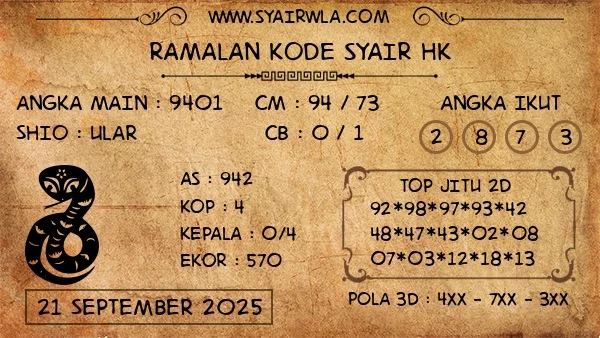 WWW.SYAIRWLA.COM
RAMALAN KODE SYAIR HK
ANGKA MAIN : 9401
CM : 94 / 73
ANGKA IKUT
SHIO : ULAR
CB : 0 / 1
2 8 7 3
AS : 942
KOP : 4
KEPALA : 0/4
EKOR : 570
TOP JITU 2D
92*98*97*93*42
48*47*43*02*08
07*03*12*18*13
21 SEPTEMBER 2025
POLA 3D : 4XX - 7XX - 3XX